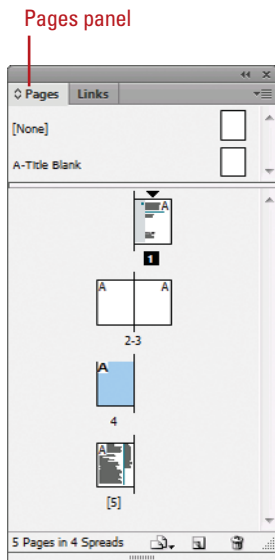 Pages panel
Pages Links
[None]
A-Title Blank
A
1
A A
2-3
A
4
A
[5]
5 Pages in 4 Spreads